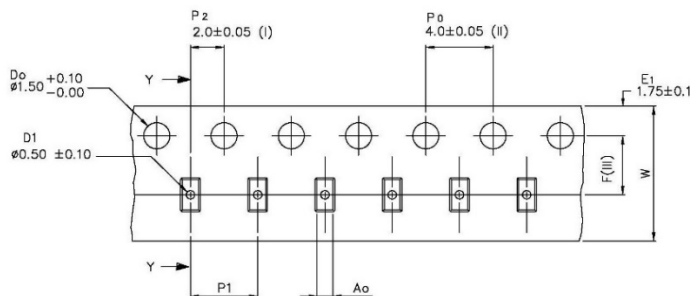 P2
2.0±0.05 (I)
P0
4.0±0.05 (II)
Y
E1
1.75±0.1
Do
ø1.50 +0.10
-0.00
D1
ø0.50 ±0.10
F(III)
W
Y
P1
Ao